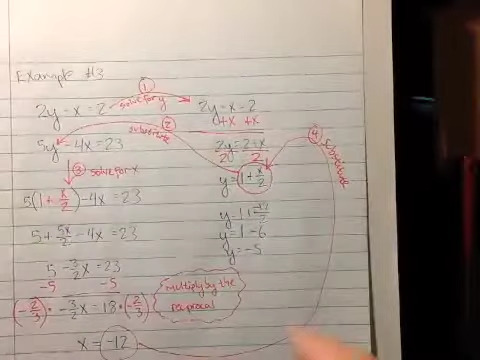 Example #3
① solve for y
2y - x = 2
2y - x - 2
+x +x
② substitute
5y - 4x = 23
2y = 2 + x
2 2
③ solve for x
④ substitute
y = 1 + x/2
5(1 + x/2) - 4x = 23
y = 1 + -12/2
5 + 5x/2 - 4x = 23
y = 1 - 6
y = -5
5 - 3/2x = 23
-5 -5
multiply by the
reciprocal
(-2/3) · -3/2x = 18 · (-2/3)
x = -12